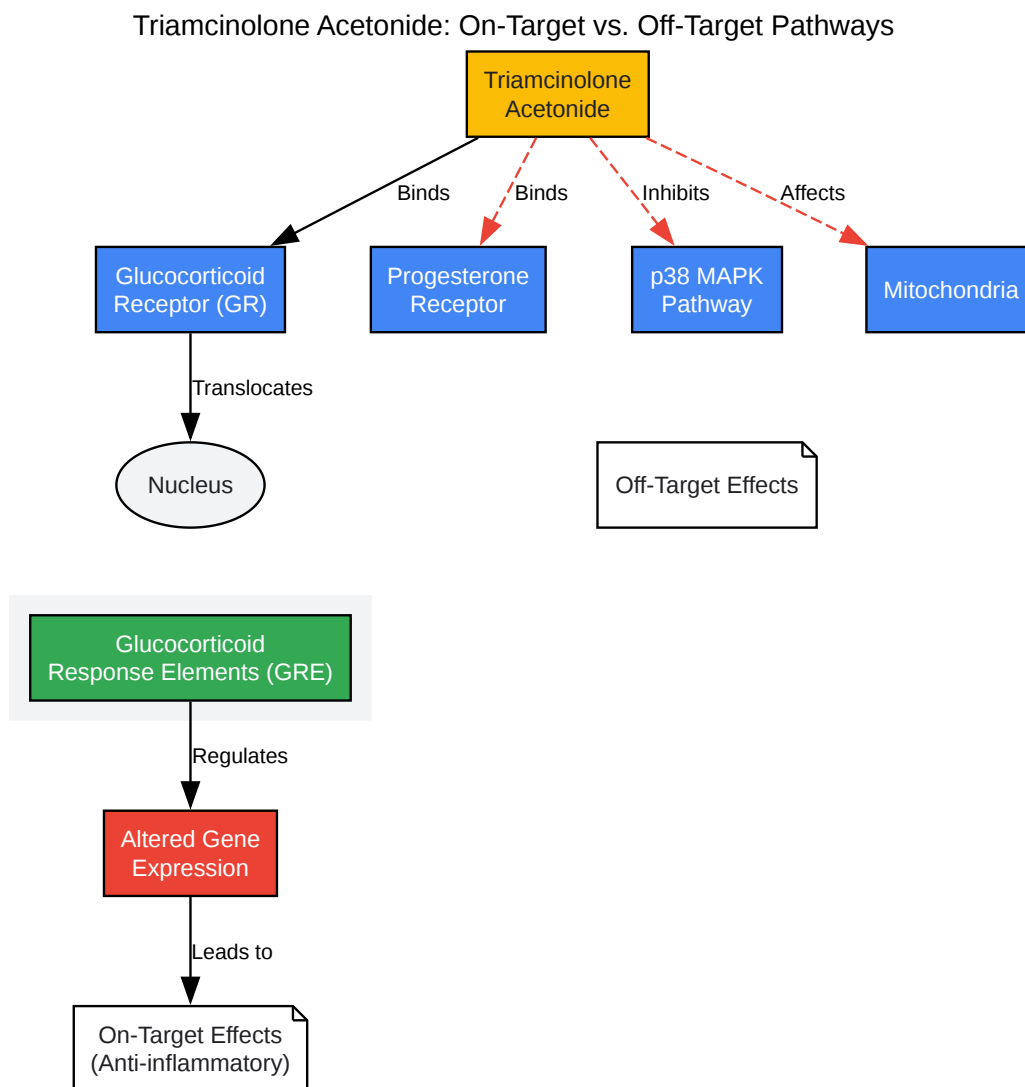 Triamcinolone Acetonide: On-Target vs. Off-Target Pathways
Triamcinolone
Acetonide
Binds
Binds
Inhibits
Affects
Glucocorticoid
Receptor (GR)
Progesterone
Receptor
p38 MAPK
Pathway
Mitochondria
Translocates
Nucleus
Off-Target Effects
Glucocorticoid
Response Elements (GRE)
Regulates
Altered Gene
Expression
Leads to
On-Target Effects
(Anti-inflammatory)